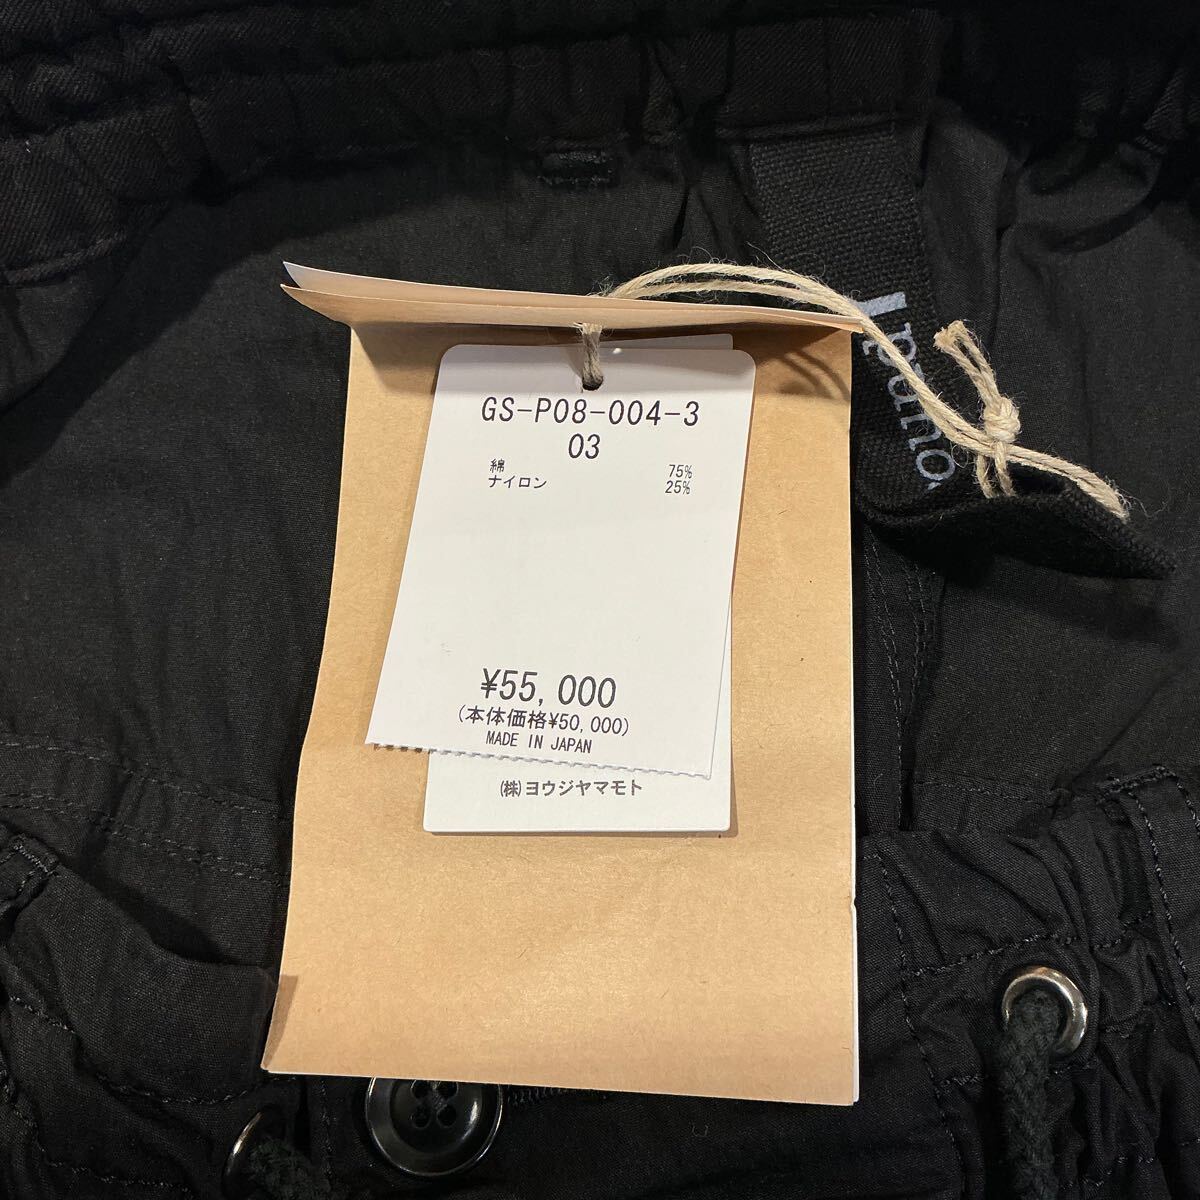 GS-P08-004-3
03
綿 75%
ナイロン 25%
¥55,000
(本体価格¥50,000)
MADE IN JAPAN
(株)ヨウジヤマモト